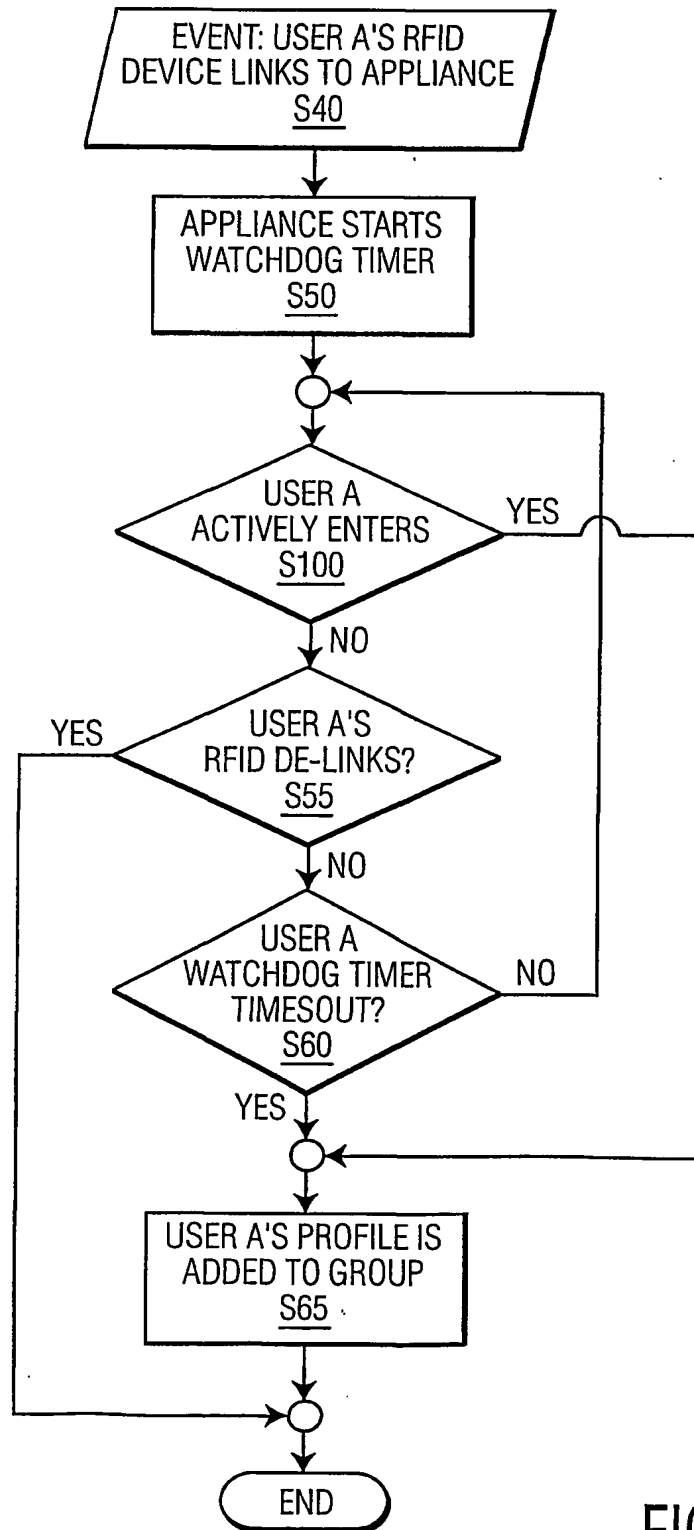 EVENT: USER A'S RFID
DEVICE LINKS TO APPLIANCE
S40
APPLIANCE STARTS
WATCHDOG TIMER
S50
USER A
ACTIVELY ENTERS
S100
YES
NO
USER A'S
RFID DE-LINKS?
S55
YES
NO
USER A
WATCHDOG TIMER
TIMESOUT?
S60
NO
YES
USER A'S PROFILE IS
ADDED TO GROUP
S65
END